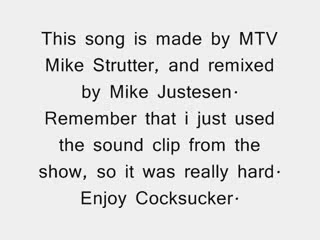 This song is made by MTV
Mike Strutter, and remixed
by Mike Justesen.
Remember that i just used
the sound clip from the
show, so it was really hard.
Enjoy Cocksucker.